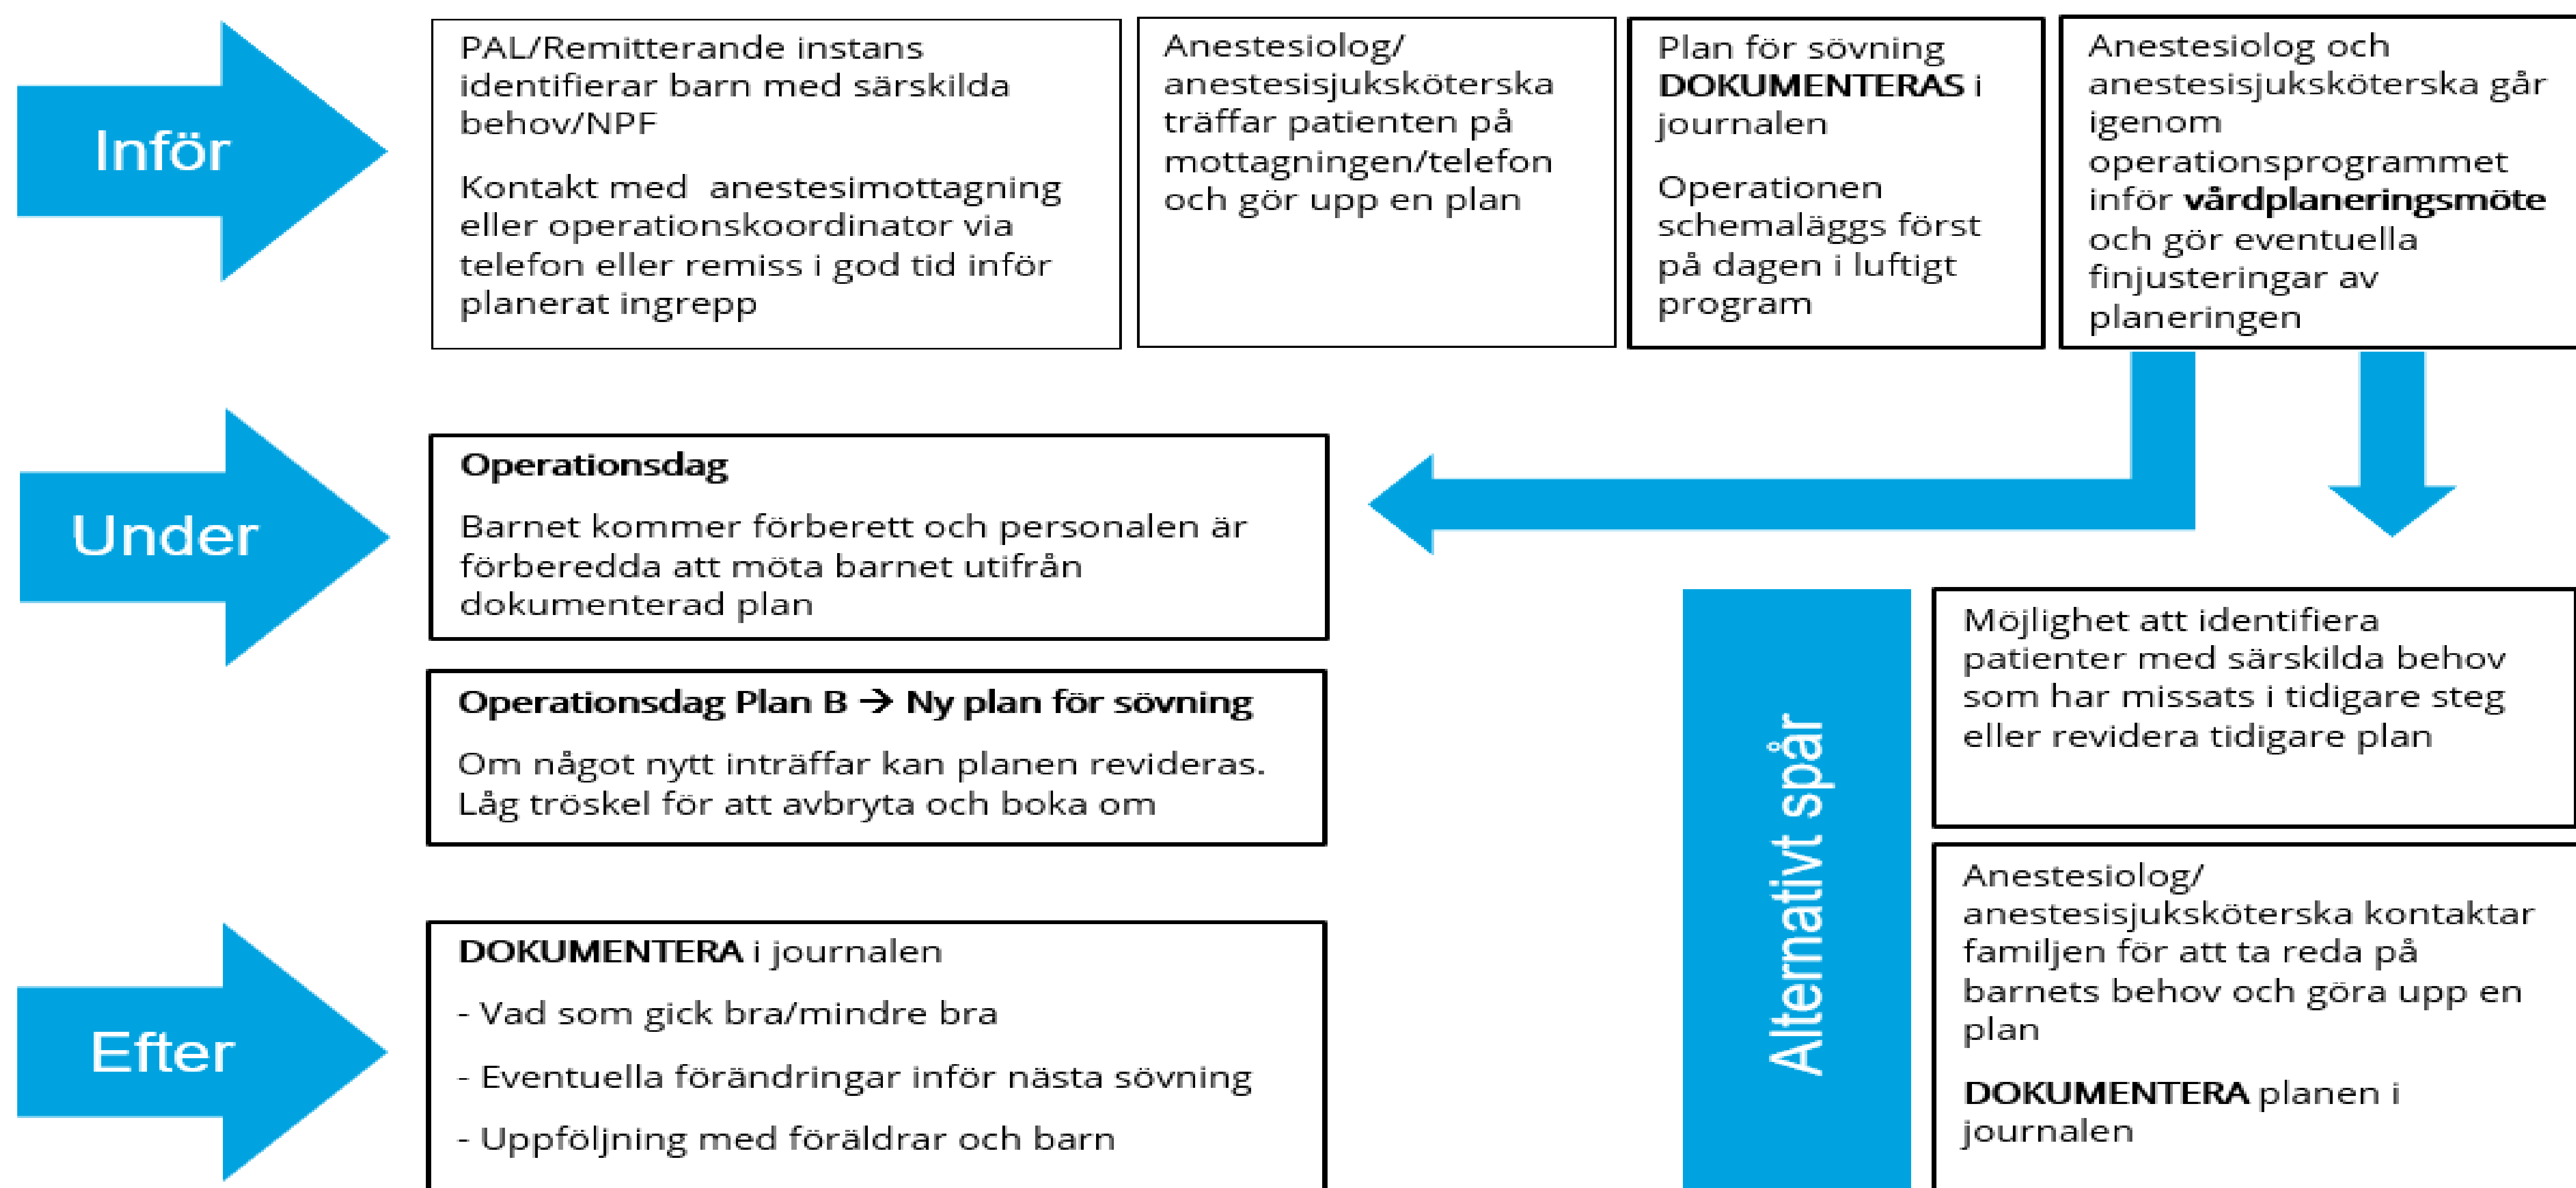 Inför
PAL/Remitterande instans
identifierar barn med särskilda
behov/NPF
Kontakt med anestesimottagning
eller operationskoordinator via
telefon eller remiss i god tid inför
planerat ingrepp
Anestesiolog/
anestesisjuksköterska
träffar patienten på
mottagningen/telefon
och gör upp en plan
Plan för sövning
DOKUMENTERAS i
journalen
Operationen
schemaläggs först
på dagen i luftigt
program
Anestesiolog och
anestesisjuksköterska går
igenom
operationsprogrammet
inför vårdplaneringsmöte
och gör eventuella
finjusteringar av
planeringen
Under
Operationsdag
Barnet kommer förberett och personalen är
förberedda att möta barnet utifrån
dokumenterad plan
Operationsdag Plan B → Ny plan för sövning
Om något nytt inträffar kan planen revideras.
Låg tröskel för att avbryta och boka om
Alternativt spår
Möjlighet att identifiera
patienter med särskilda behov
som har missats i tidigare steg
eller revidera tidigare plan
Anestesiolog/
anestesisjuksköterska kontaktar
familjen för att ta reda på
barnets behov och göra upp en
plan
DOKUMENTERA planen i
journalen
Efter
DOKUMENTERA i journalen
- Vad som gick bra/mindre bra
- Eventuella förändringar inför nästa sövning
- Uppföljning med föräldrar och barn